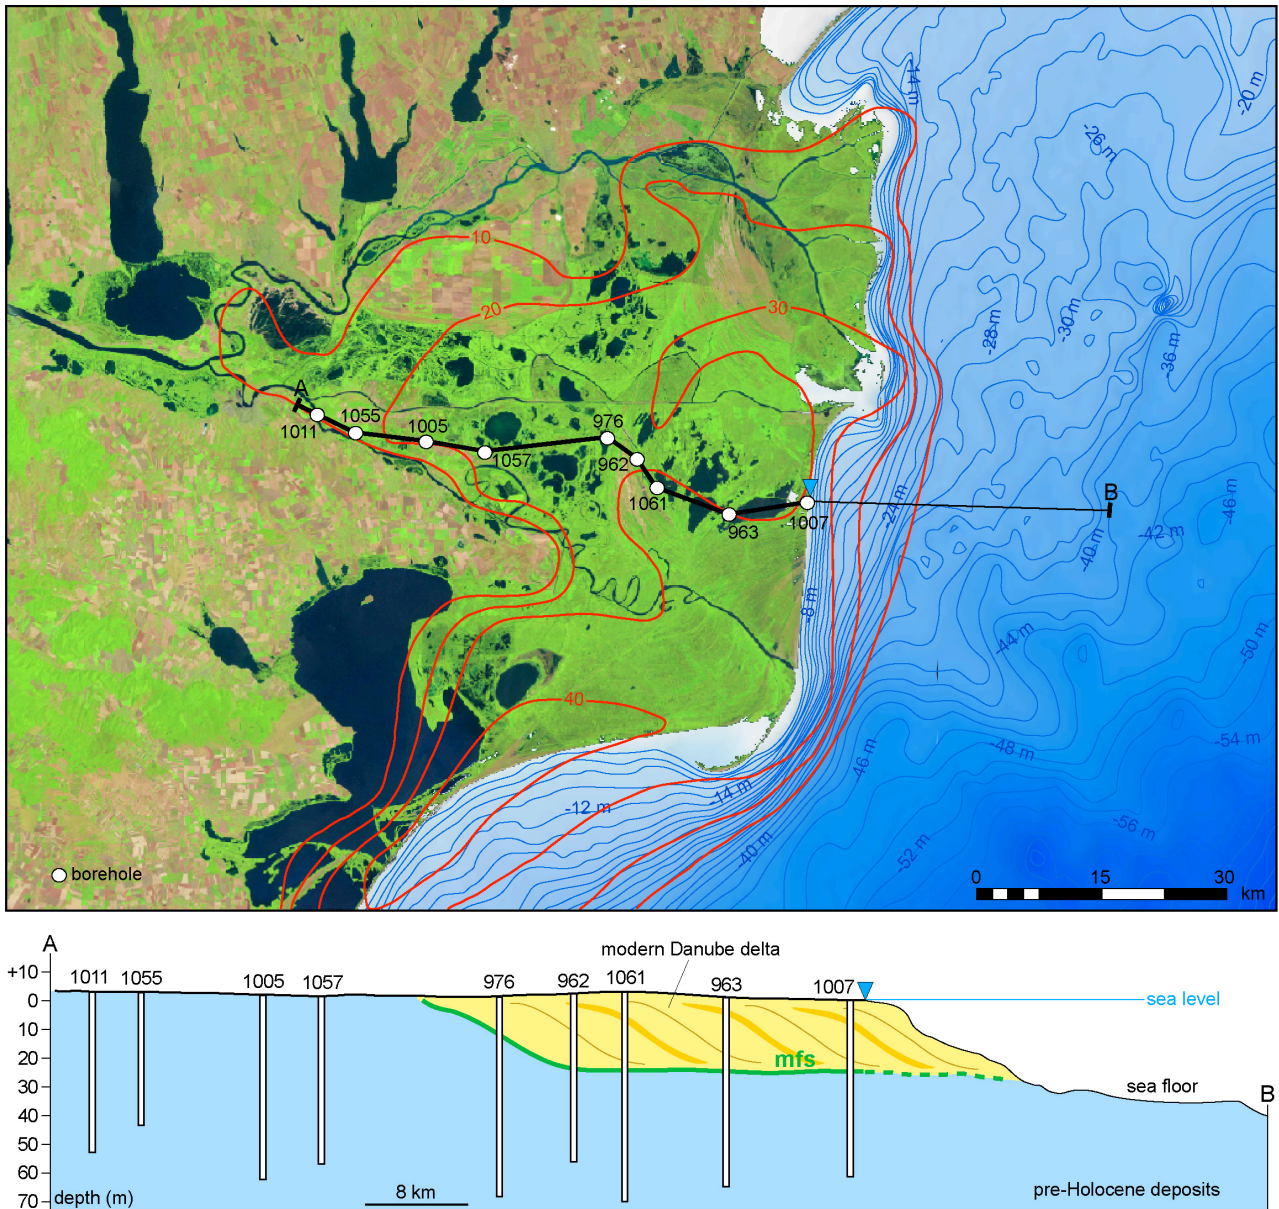 -14 m
-20 m
-26 m
10
20
30
-28 m
-30 m
-36 m
A
1011
1055
1005
1057
976
962
1061
963
1007
B
-24 m
-46 m
-42 m
-40 m
-8 m
-44 m
-50 m
40
-48 m
-54 m
-46 m
-14 m
-12 m
-40 m
-52 m
-56 m
borehole
0 15 30
km
A
modern Danube delta
+10
1011 1055 1005 1057 976 962 1061 963 1007
0
sea level
10
20
mfs
30
sea floor
B
40
50
60
70
depth (m)
8 km
pre-Holocene deposits